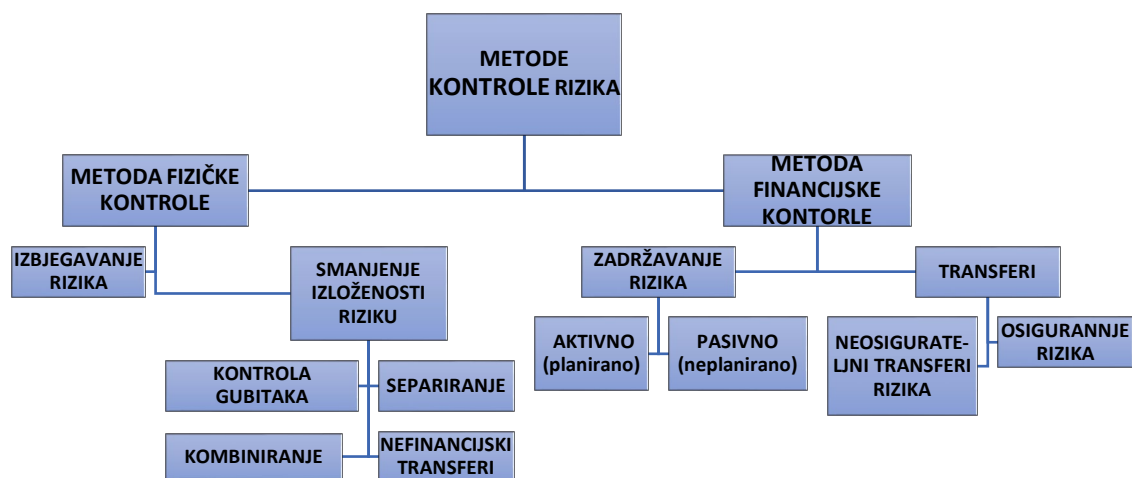 METODE
KONTROLE RIZIKA
METODA FIZIČKE
KONTROLE
METODA
FINANCIJSKE
KONTORLE
IZBJEGAVANJE
RIZIKA
SMANJENJE
IZLOŽENOSTI
RIZIKU
ZADRŽAVANJE
RIZIKA
TRANSFERI
KONTROLA
GUBITAKA
SEPARIRANJE
KOMBINIRANJE
NEFINANCIJSKI
TRANSFERI
AKTIVNO
(planirano)
PASIVNO
(neplanirano)
NEOSIGURATE-
LJNI TRANSFERI
RIZIKA
OSIGURANNJE
RIZIKA